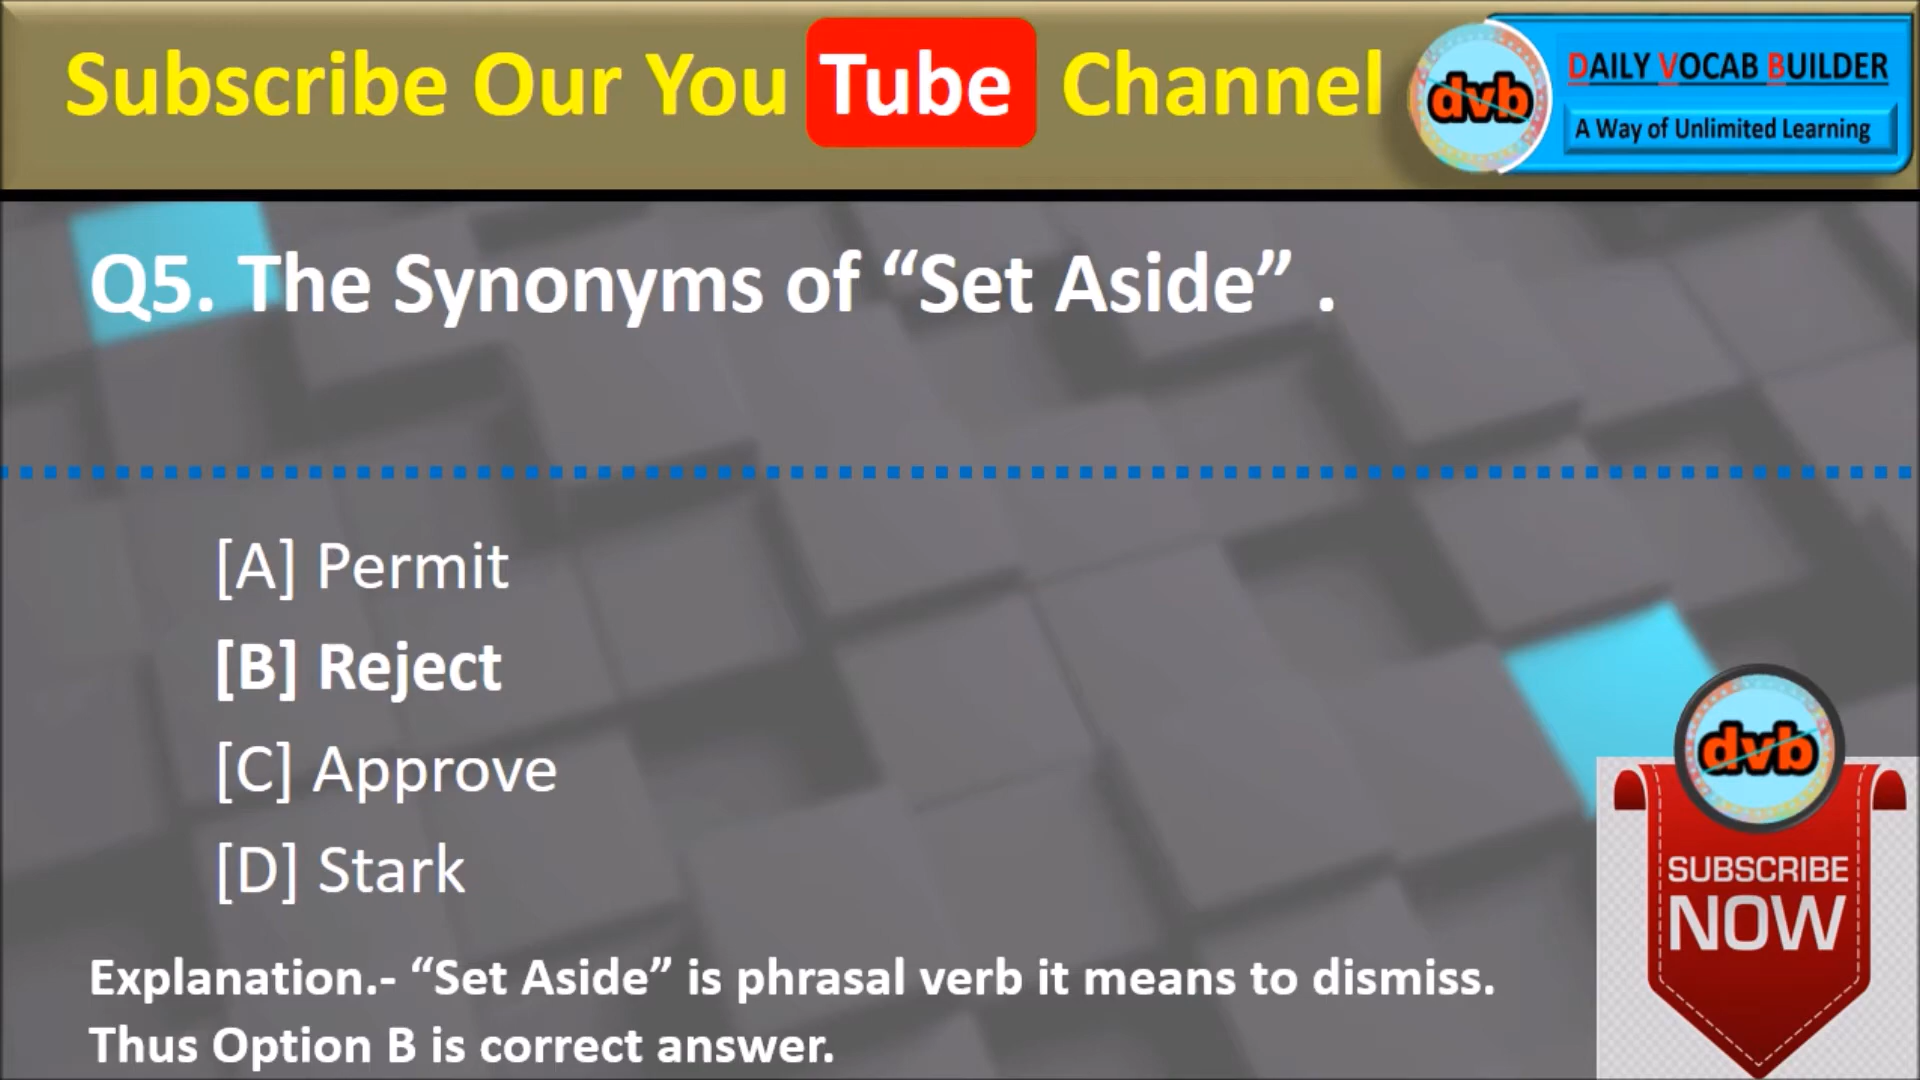 Subscribe Our You Tube Channel
dvb
DAILY VOCAB BUILDER
A Way of Unlimited Learning
Q5. The Synonyms of “Set Aside” .
[A] Permit
[B] Reject
[C] Approve
[D] Stark
dvb
SUBSCRIBE
NOW
Explanation.- “Set Aside” is phrasal verb it means to dismiss.
Thus Option B is correct answer.